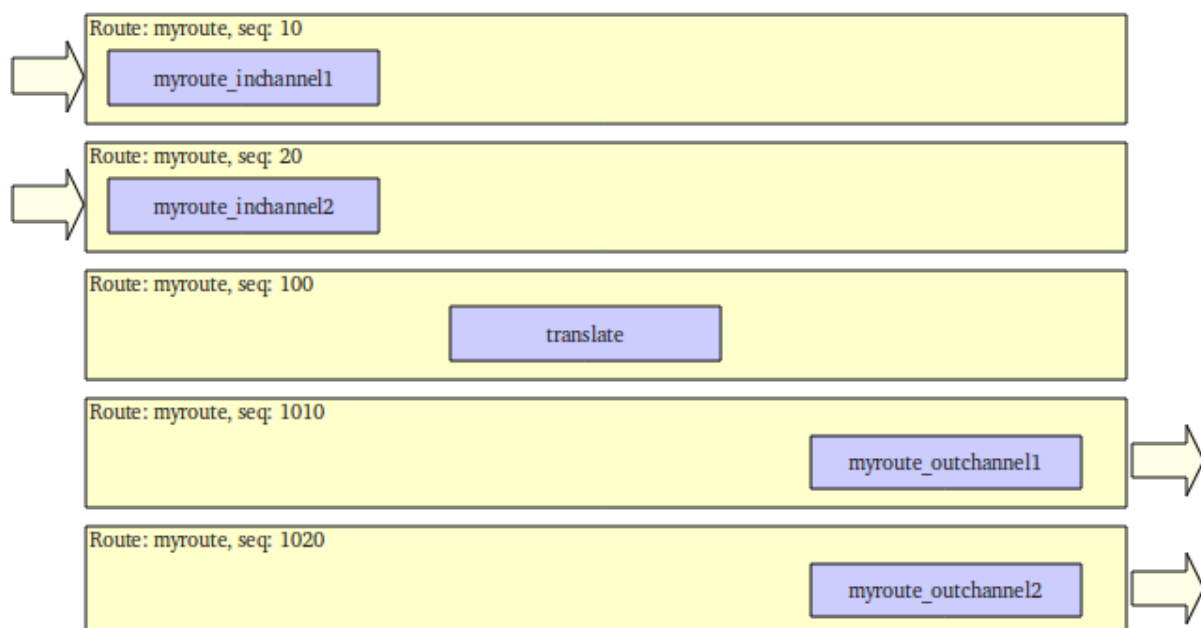 Route: myroute, seq: 10
myroute_inchannel1
Route: myroute, seq: 20
myroute_inchannel2
Route: myroute, seq: 100
translate
Route: myroute, seq: 1010
myroute_outchannel1
Route: myroute, seq: 1020
myroute_outchannel2